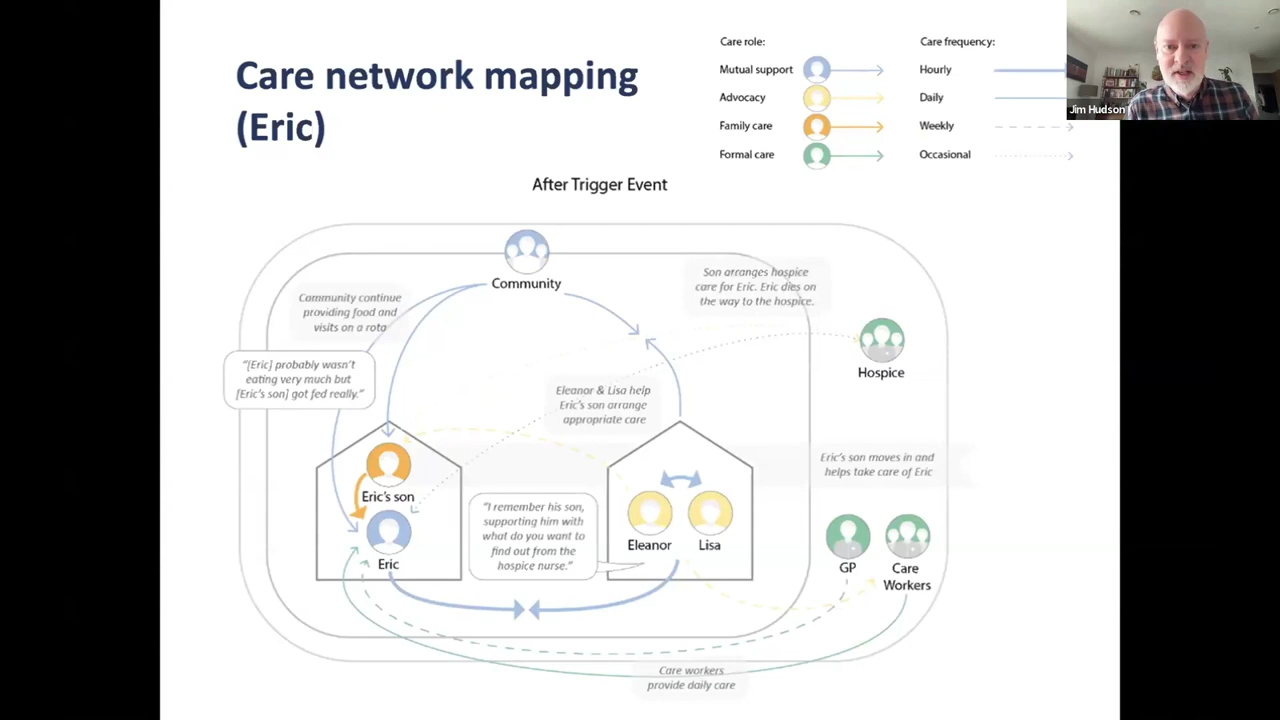 Care network mapping
(Eric)
Care role:
Mutual support
Advocacy
Family care
Formal care
Care frequency:
Hourly
Daily
Weekly
Occasional
Jim Hudson
After Trigger Event
Community
Community continue
providing food and
visits on a rota
Son arranges hospice
care for Eric. Eric dies on
the way to the hospice.
"[Eric] probably wasn't
eating very much but
[Eric's son] got fed really."
Hospice
Eleanor & Lisa help
Eric's son arrange
appropriate care
Eric's son moves in and
helps take care of Eric
Eric's son
Eric
"I remember his son,
supporting him with
what do you want to
find out from the
hospice nurse."
Eleanor
Lisa
GP
Care
Workers
Care workers
provide daily care